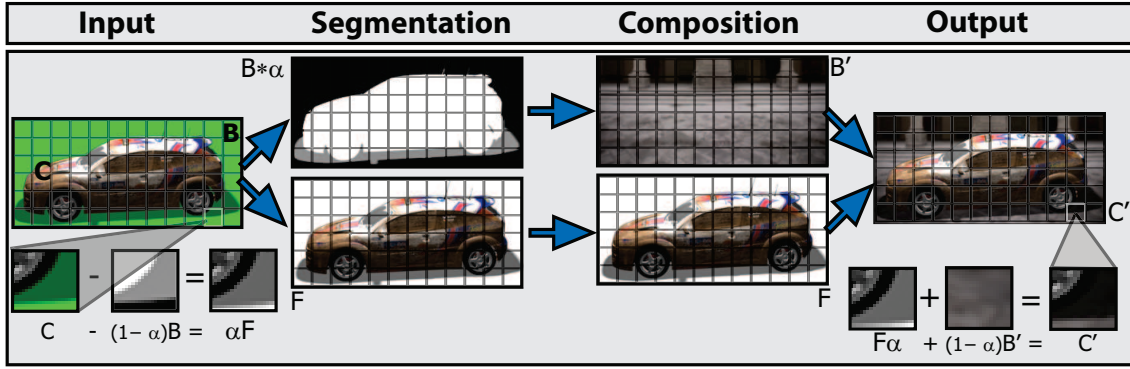 Input Segmentation Composition Output
B*α
B′
B
C
C′
F
F
- =
C - (1− α)B = αF
+ =
Fα + (1− α)B′ = C′